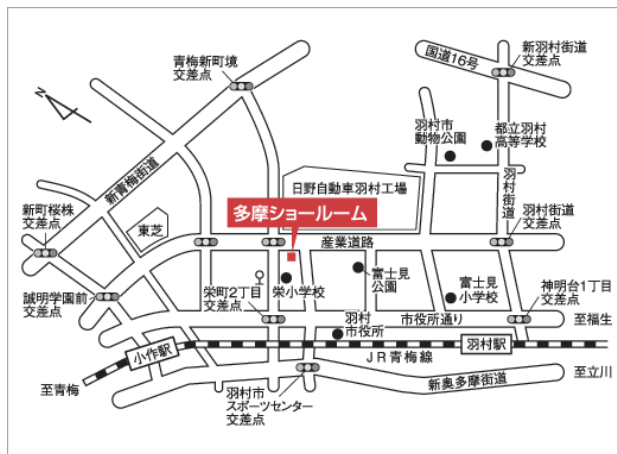 青梅新町境
交差点
国道16号
新羽村街道
交差点
N
羽村市
動物公園
都立羽村
高等学校
新青梅街道
日野自動車羽村工場
羽村街道
新町桜株
交差点
東芝
多摩ショールーム
産業道路
羽村街道
交差点
誠明学園前
交差点
栄町2丁目
交差点
栄小学校
富士見
公園
富士見
小学校
神明台1丁目
交差点
羽村
市役所
市役所通り
至福生
小作駅
JR青梅線
羽村駅
至青梅
羽村市
スポーツセンター
交差点
新奥多摩街道
至立川